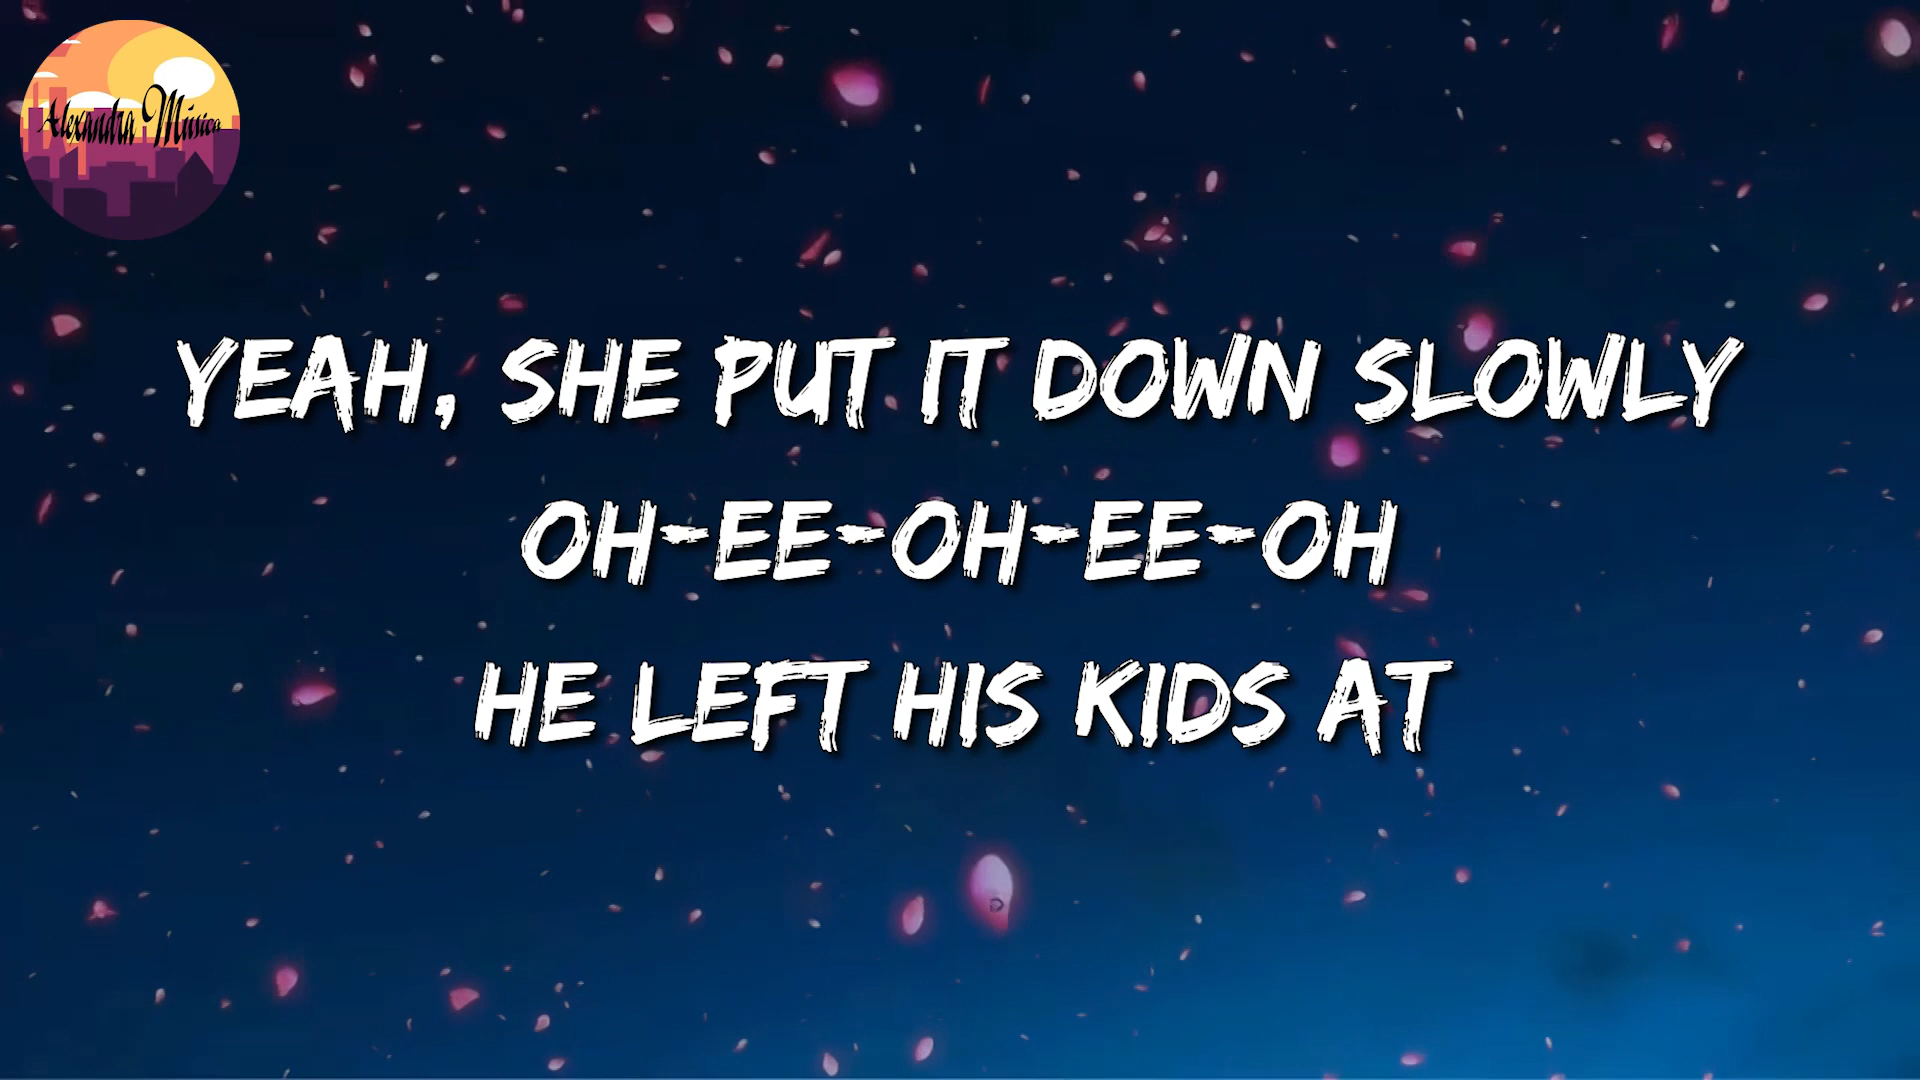 Alexandra Música
YEAH, SHE PUT IT DOWN SLOWLY
OH-EE-OH-EE-OH
HE LEFT HIS KIDS AT